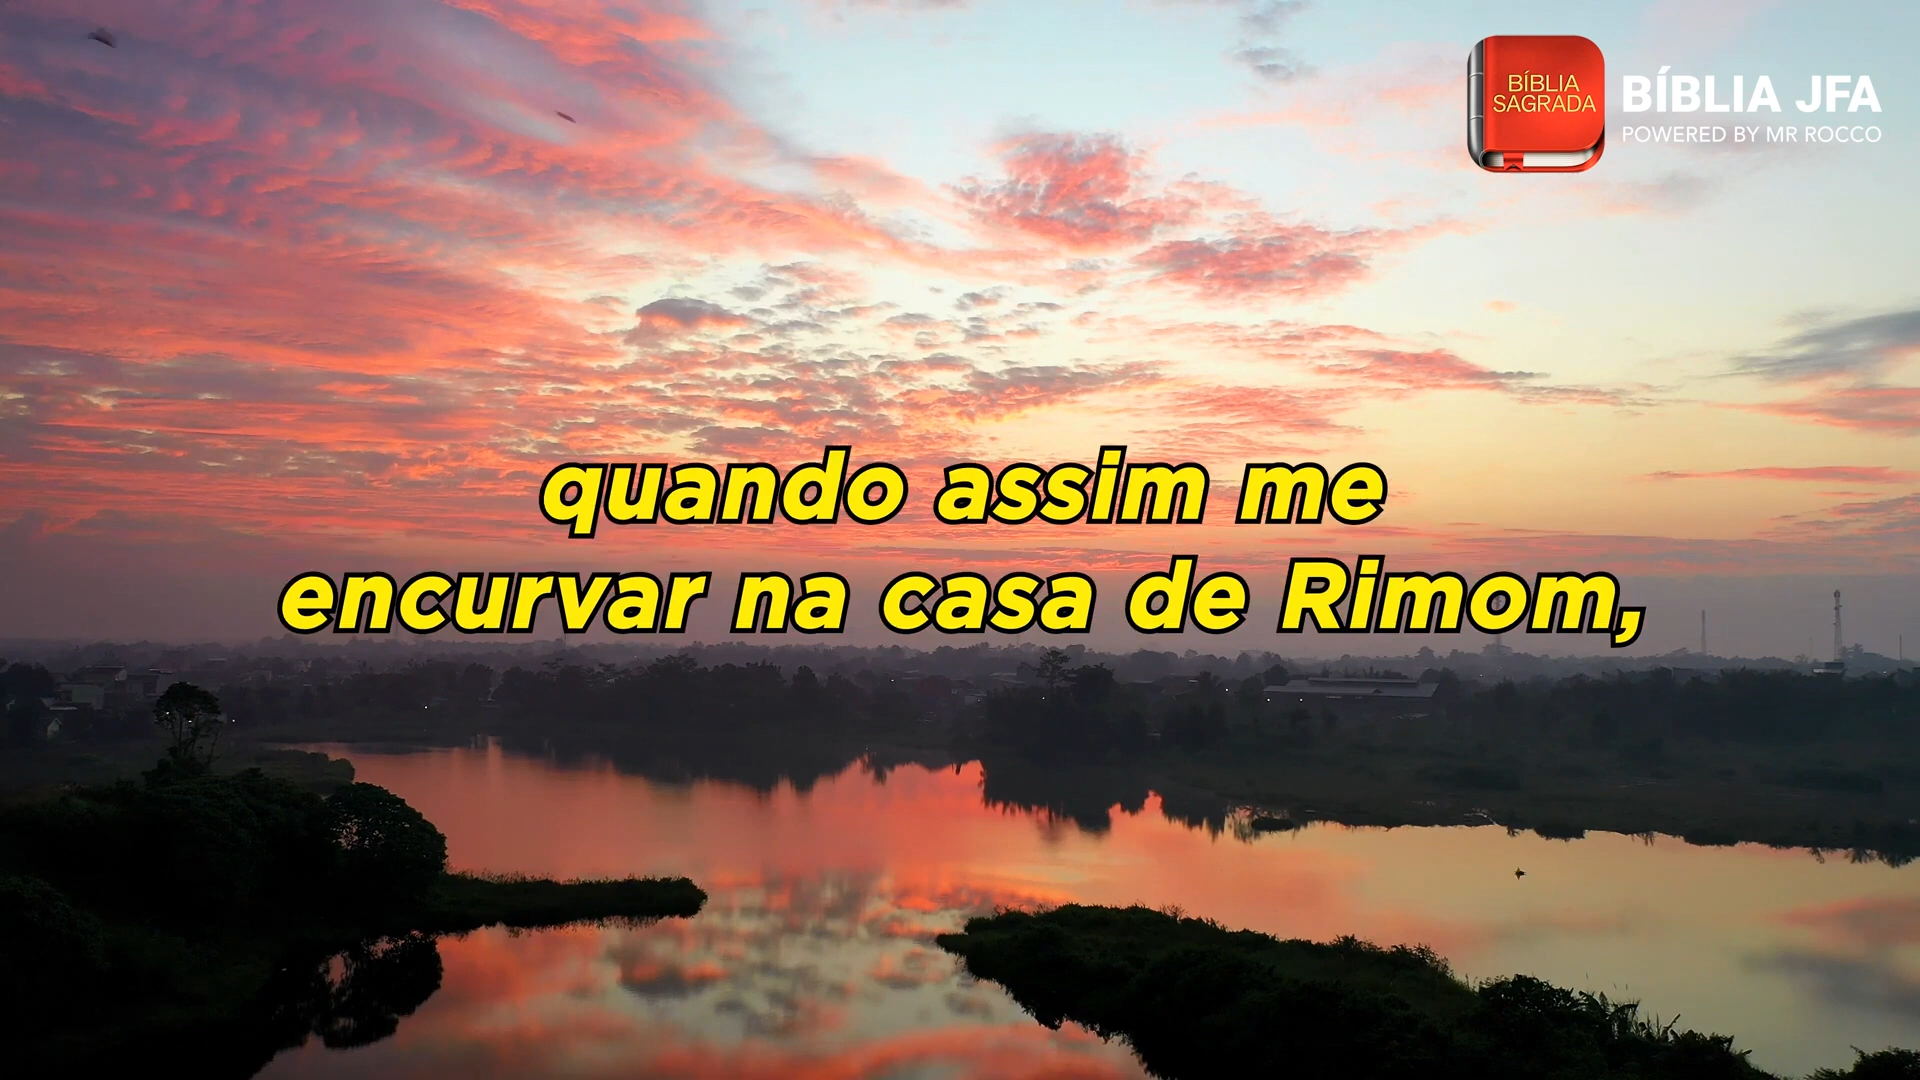 BÍBLIA
SAGRADA
BÍBLIA JFA
POWERED BY MR ROCCO
quando assim me
encurvar na casa de Rimom,